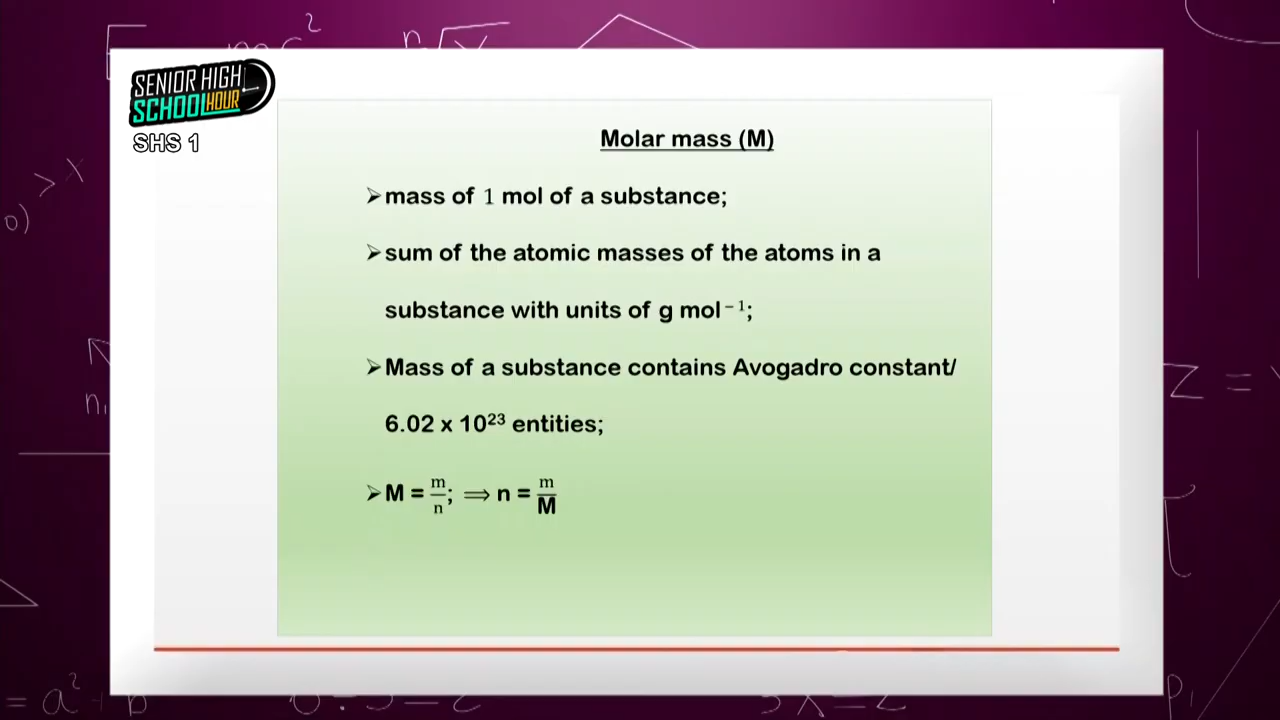 SENIOR HIGH
SCHOOL HOUR
SHS 1
Molar mass (M)
➢mass of 1 mol of a substance;
➢sum of the atomic masses of the atoms in a
substance with units of g mol⁻¹;
➢Mass of a substance contains Avogadro constant/
6.02 x 10²³ entities;
➢M = m/n; ⟹ n = m/M